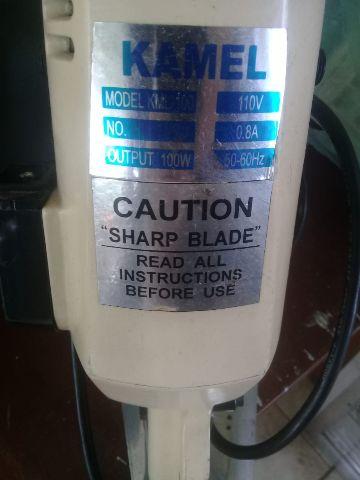 KAMEL
MODEL 110V
NO. 0.8A
OUTPUT 100W 50-60Hz
CAUTION
"SHARP BLADE"
READ ALL
INSTRUCTIONS
BEFORE USE